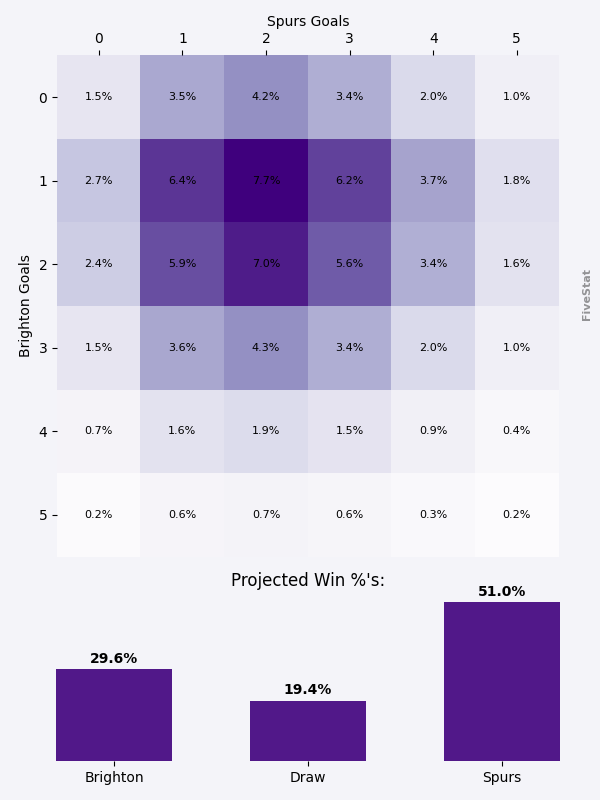 Spurs Goals
0 1 2 3 4 5
0 1.5% 3.5% 4.2% 3.4% 2.0% 1.0%
1 2.7% 6.4% 7.7% 6.2% 3.7% 1.8%
2 2.4% 5.9% 7.0% 5.6% 3.4% 1.6%
3 1.5% 3.6% 4.3% 3.4% 2.0% 1.0%
4 0.7% 1.6% 1.9% 1.5% 0.9% 0.4%
5 0.2% 0.6% 0.7% 0.6% 0.3% 0.2%
Brighton Goals
FiveStat
Projected Win %'s:
29.6% 19.4% 51.0%
Brighton Draw Spurs